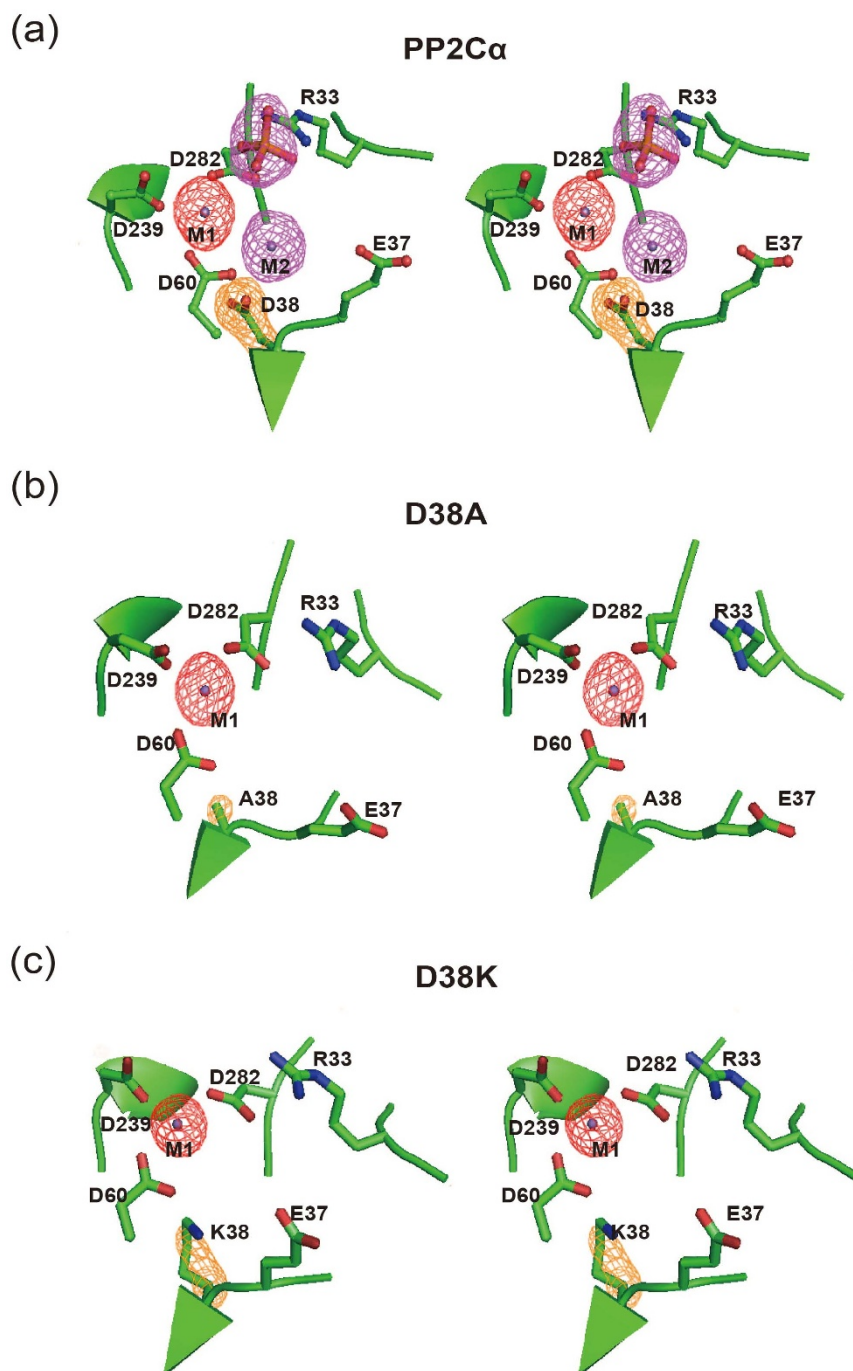 (a)
PP2Cα
R33 R33
D282 D282
D239 M1 D239 M1
E37 E37
M2 M2
D60 D60
D38 D38
(b)
D38A
D282 R33 D282 R33
D239 D239
M1 M1
D60 D60
A38 E37 A38 E37
(c)
D38K
D282 R33 D282 R33
D239 D239
M1 M1
D60 D60
K38 E37 K38 E37